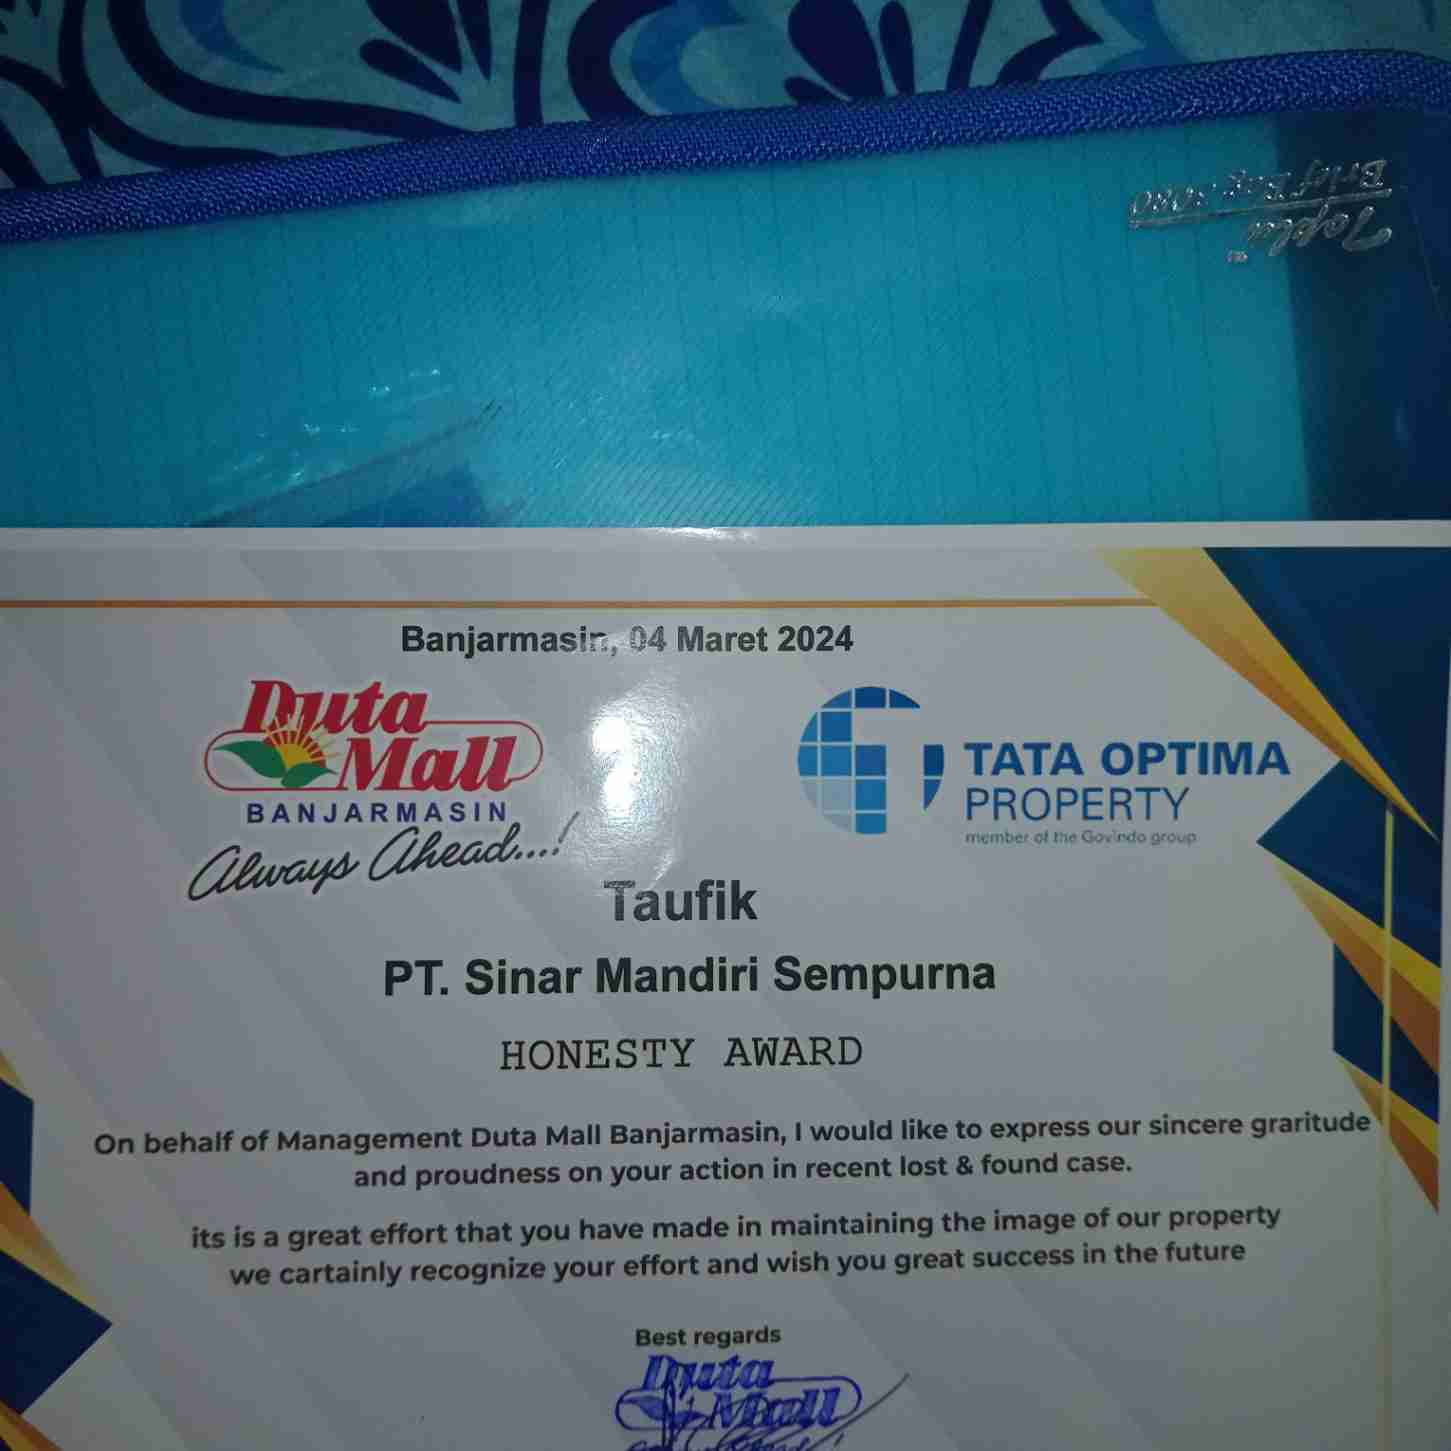 Topla
Brief Bag 3080
Banjarmasin, 04 Maret 2024
Duta
Mall
BANJARMASIN
Always Ahead....!
TATA OPTIMA
PROPERTY
member of the Govindo group
Taufik
PT. Sinar Mandiri Sempurna
HONESTY AWARD
On behalf of Management Duta Mall Banjarmasin, I would like to express our sincere graritude
and proudness on your action in recent lost & found case.
its is a great effort that you have made in maintaining the image of our property
we cartainly recognize your effort and wish you great success in the future
Best regards
Duta
Mall